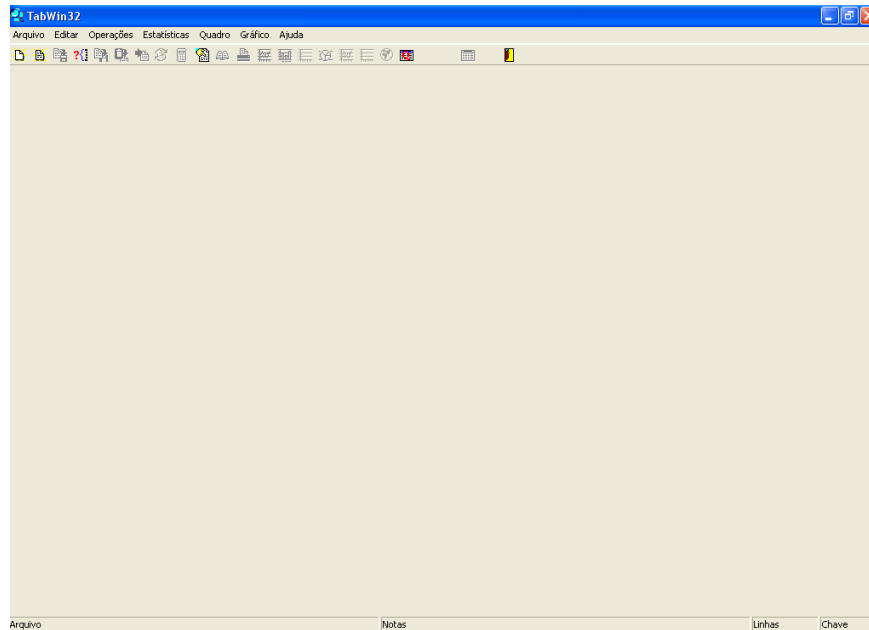 TabWin32
Arquivo Editar Operações Estatísticas Quadro Gráfico Ajuda
Arquivo Notas Linhas Chave